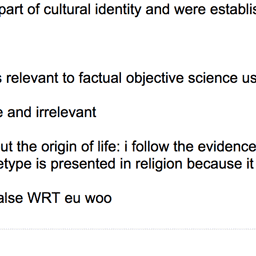 part of cultural identity and were establis
s relevant to factual objective science us
e and irrelevant
ut the origin of life: i follow the evidence
etype is presented in religion because it
alse WRT eu woo